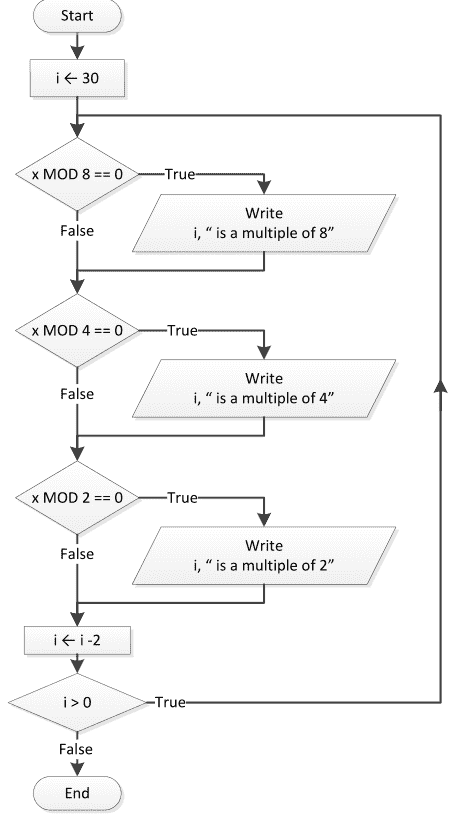 Start
i ← 30
x MOD 8 == 0
True
Write
i, “ is a multiple of 8”
False
x MOD 4 == 0
True
Write
i, “ is a multiple of 4”
False
x MOD 2 == 0
True
Write
i, “ is a multiple of 2”
False
i ← i -2
i > 0
True
False
End